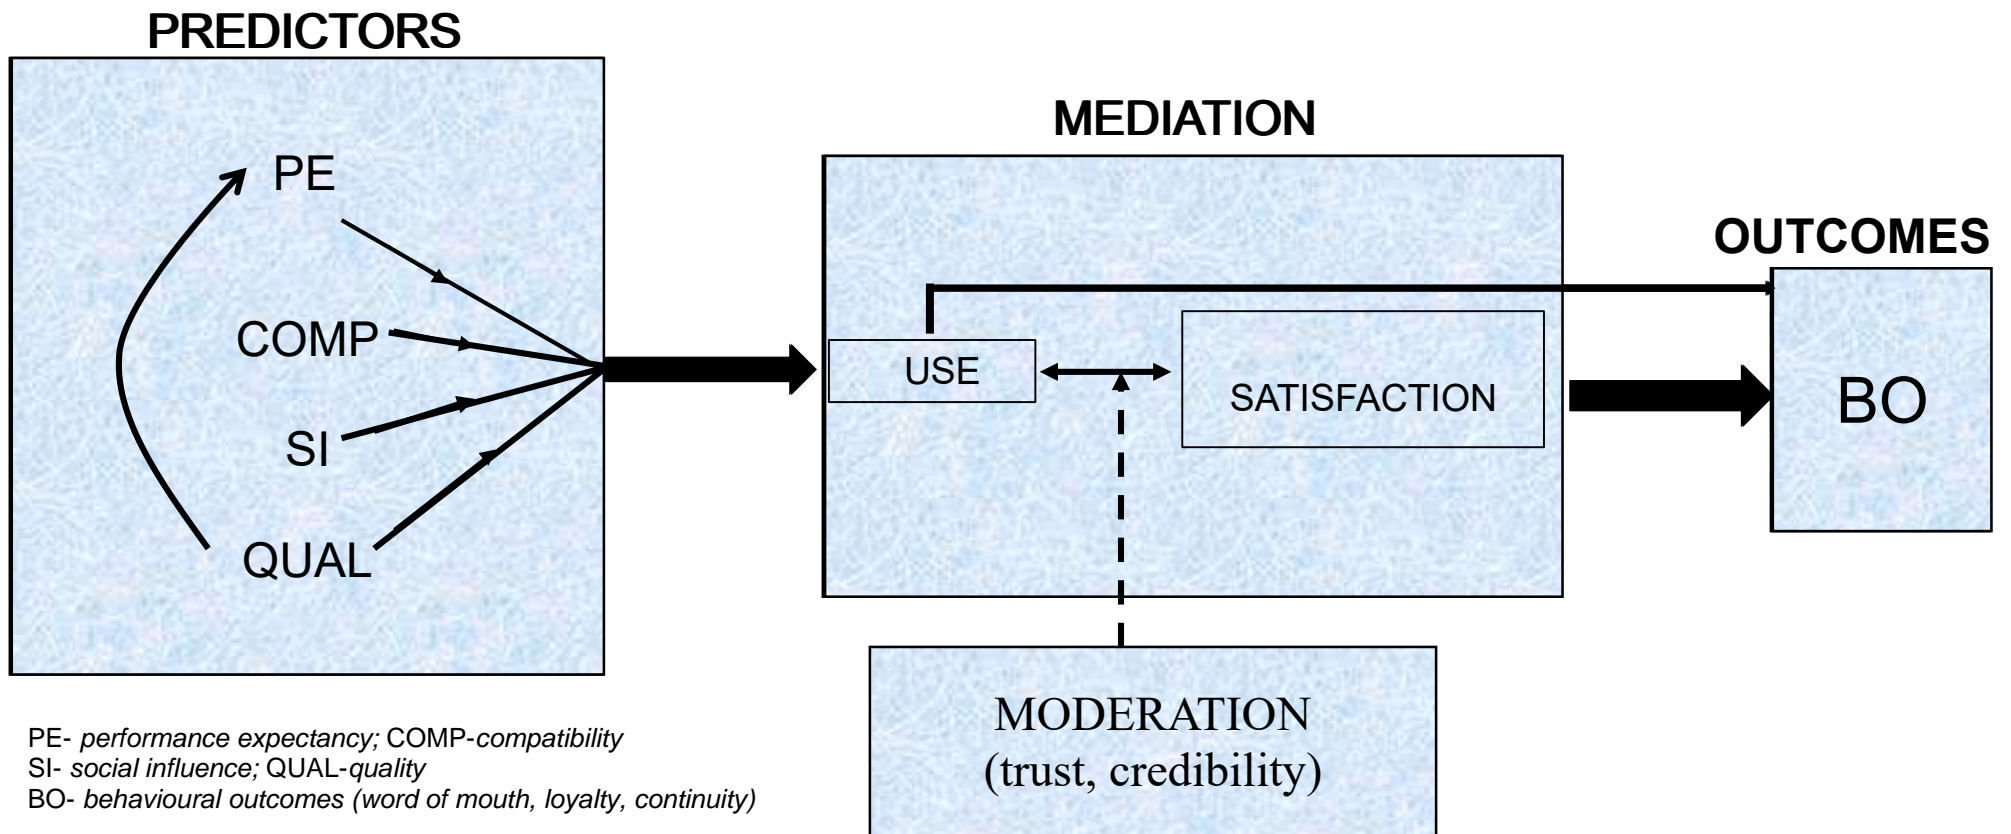 PREDICTORS
PE
COMP
SI
QUAL
MEDIATION
USE
SATISFACTION
OUTCOMES
BO
MODERATION
(trust, credibility)
PE- performance expectancy; COMP-compatibility
SI- social influence; QUAL-quality
BO- behavioural outcomes (word of mouth, loyalty, continuity)